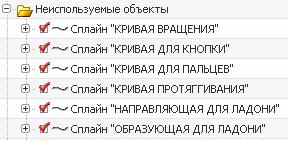 Неиспользуемые объекты
Сплайн "КРИВАЯ ВРАЩЕНИЯ"
Сплайн "КРИВАЯ ДЛЯ КНОПКИ"
Сплайн "КРИВАЯ ДЛЯ ПАЛЬЦЕВ"
Сплайн "КРИВАЯ ПРОТЯГГИВАНИЯ"
Сплайн "НАПРАВЛЯЮЩАЯ ДЛЯ ЛАДОНИ"
Сплайн "ОБРАЗУЮЩАЯ ДЛЯ ЛАДОНИ"